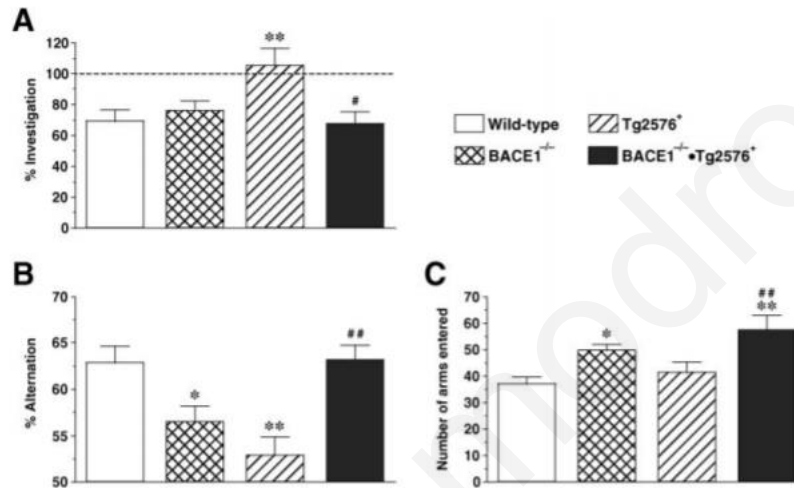 A
% Investigation
120
100
80
60
40
20
0
**
#
Wild-type
Tg2576+
BACE1-/-
BACE1-/-•Tg2576+
B
% Alternation
70
65
60
55
50
*
**
##
C
Number of arms entered
70
60
50
40
30
20
10
0
*
##
**